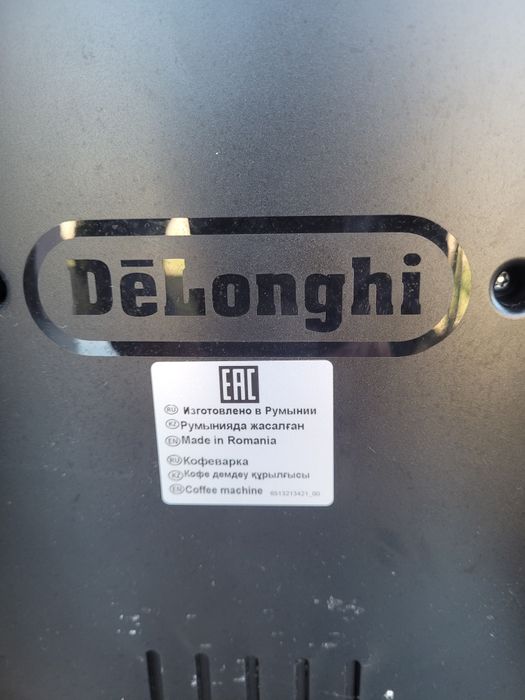 DēLonghi
EAC
RU Изготовлено в Румынии
KZ Румынияда жасалған
EN Made in Romania
RU Кофеварка
KZ Кофе демдеу құрылғысы
EN Coffee machine 6513213421_00